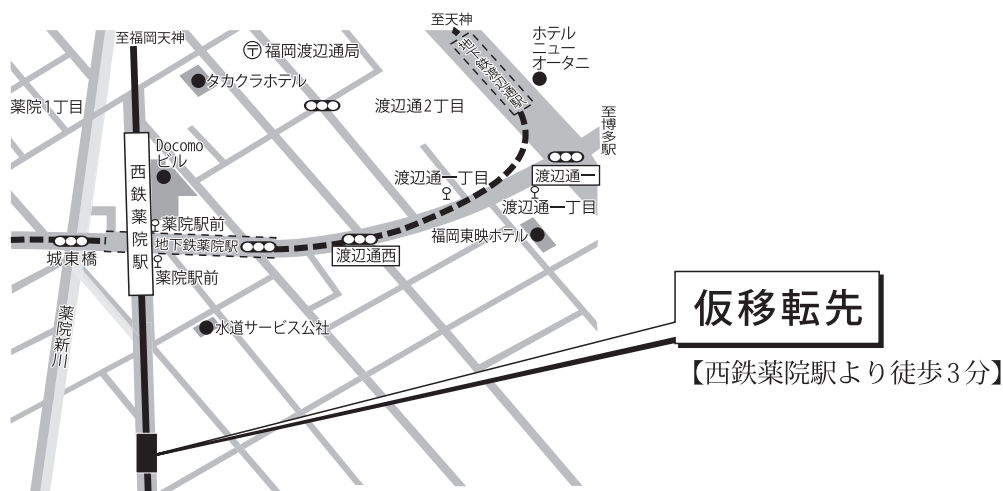 至福岡天神
至天神
ホテル
ニュー
オータニ
福岡渡辺通局
地下鉄渡辺通駅
タカクラホテル
薬院1丁目
渡辺通2丁目
至博多駅
Docomo
ビル
西鉄薬院駅
渡辺通一丁目
渡辺通一
渡辺通一丁目
薬院駅前
地下鉄薬院駅
福岡東映ホテル
渡辺通西
城東橋
薬院駅前
薬院新川
水道サービス公社
仮移転先
【西鉄薬院駅より徒歩3分】